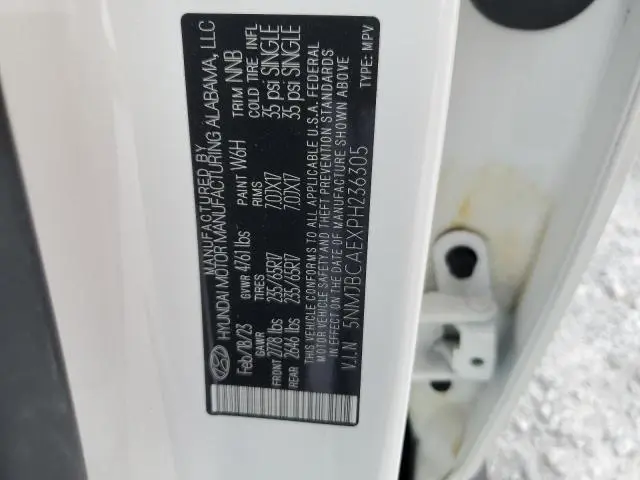 MANUFACTURED BY
HYUNDAI MOTOR MANUFACTURING ALABAMA, LLC
Feb/18/23 GVWR 4761 lbs PAINT W6H TRIM NNB
GAWR TIRES RIMS COLD TIRE INFL
FRONT 2778 lbs 235/65R17 7.0JX17 35 psi SINGLE
REAR 2646 lbs 235/65R17 7.0JX17 35 psi SINGLE
THIS VEHICLE CONFORMS TO ALL APPLICABLE U.S.A. FEDERAL
MOTOR VEHICLE SAFETY AND THEFT PREVENTION STANDARDS
IN EFFECT ON THE DATE OF MANUFACTURE SHOWN ABOVE
V.I.N 5NMJBCAEXPH236305 TYPE: MPV